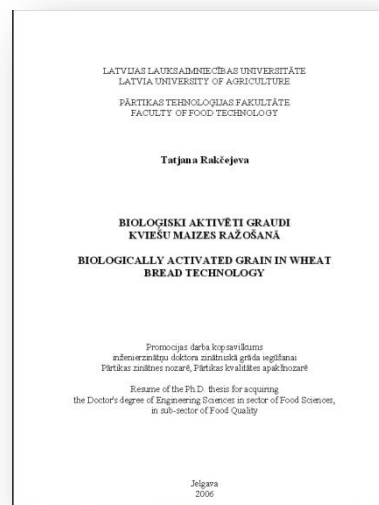 LATVIJAS LAUKSAIMNIECĪBAS UNIVERSITĀTE
LATVIA UNIVERSITY OF AGRICULTURE
PĀRTIKAS TEHNOLOĢIJAS FAKULTĀTE
FACULTY OF FOOD TECHNOLOGY
Tatjana Rakčejeva
BIOLOĢISKI AKTIVĒTI GRAUDI
KVIEŠU MAIZES RAŽOŠANĀ
BIOLOGICALLY ACTIVATED GRAIN IN WHEAT
BREAD TECHNOLOGY
Promocijas darba kopsavilkums
inženierzinātņu doktora zinātniskā grāda iegūšanai
Pārtikas zinātnes nozarē, Pārtikas kvalitātes apakšnozarē
Resume of the Ph.D. thesis for acquiring
the Doctor's degree of Engineering Sciences in sector of Food Sciences,
in sub-sector of Food Quality
Jelgava
2006